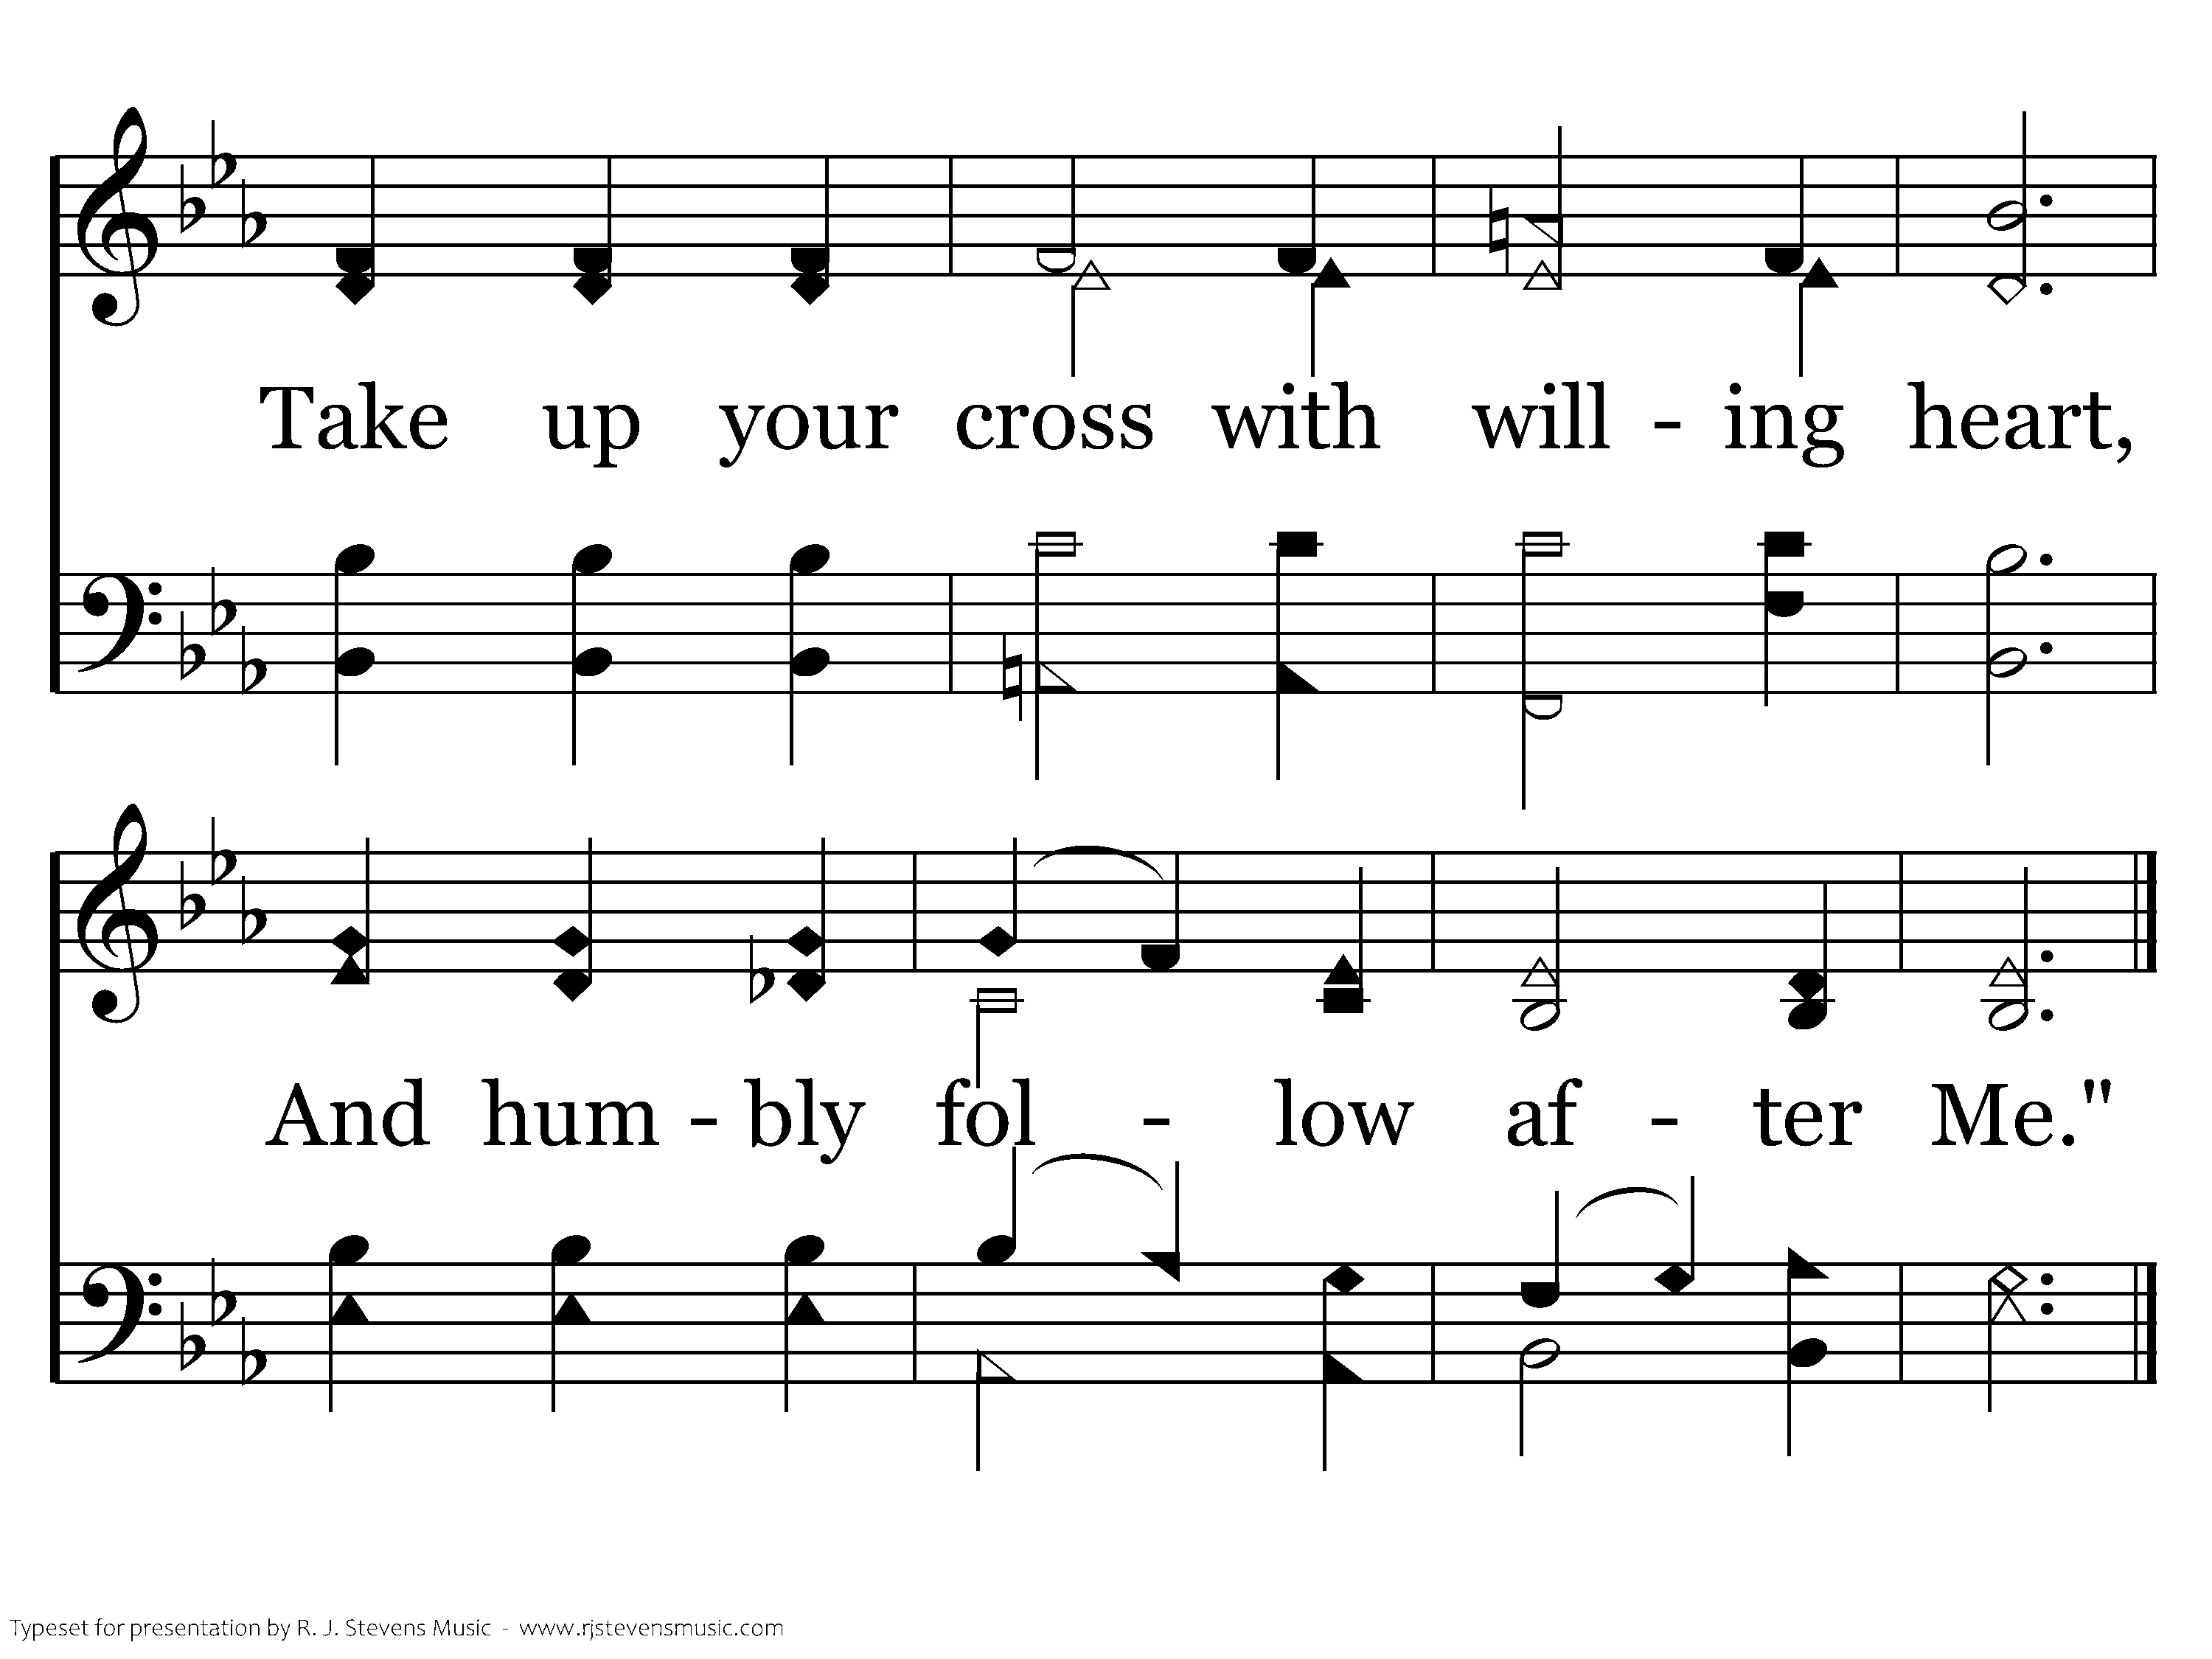 Take up your cross with will - ing heart,
And hum - bly fol - low af - ter Me."
Typeset for presentation by R. J. Stevens Music - www.rjstevensmusic.com